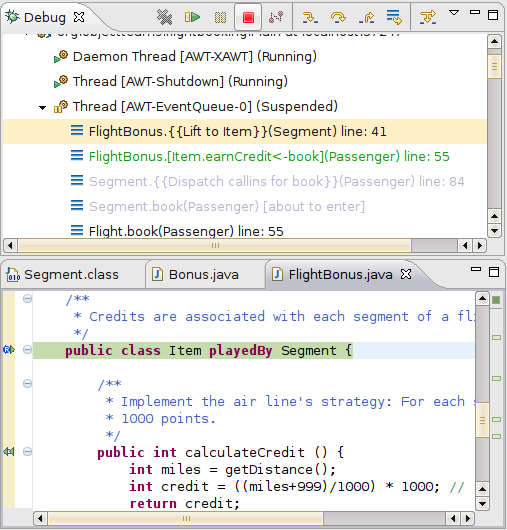 Debug
Daemon Thread [AWT-XAWT] (Running)
Thread [AWT-Shutdown] (Running)
Thread [AWT-EventQueue-0] (Suspended)
FlightBonus.{{Lift to Item}}(Segment) line: 41
FlightBonus.[Item.earnCredit<-book](Passenger) line: 55
Segment.{{Dispatch callins for book}}(Passenger) line: 84
Segment.book(Passenger) [about to enter]
Flight.book(Passenger) line: 55
Segment.class Bonus.java FlightBonus.java
/**
* Credits are associated with each segment of a fl
*/
public class Item playedBy Segment {
/**
* Implement the air line's strategy: For each s
* 1000 points.
*/
public int calculateCredit () {
int miles = getDistance();
int credit = ((miles+999)/1000) * 1000; //
return credit;